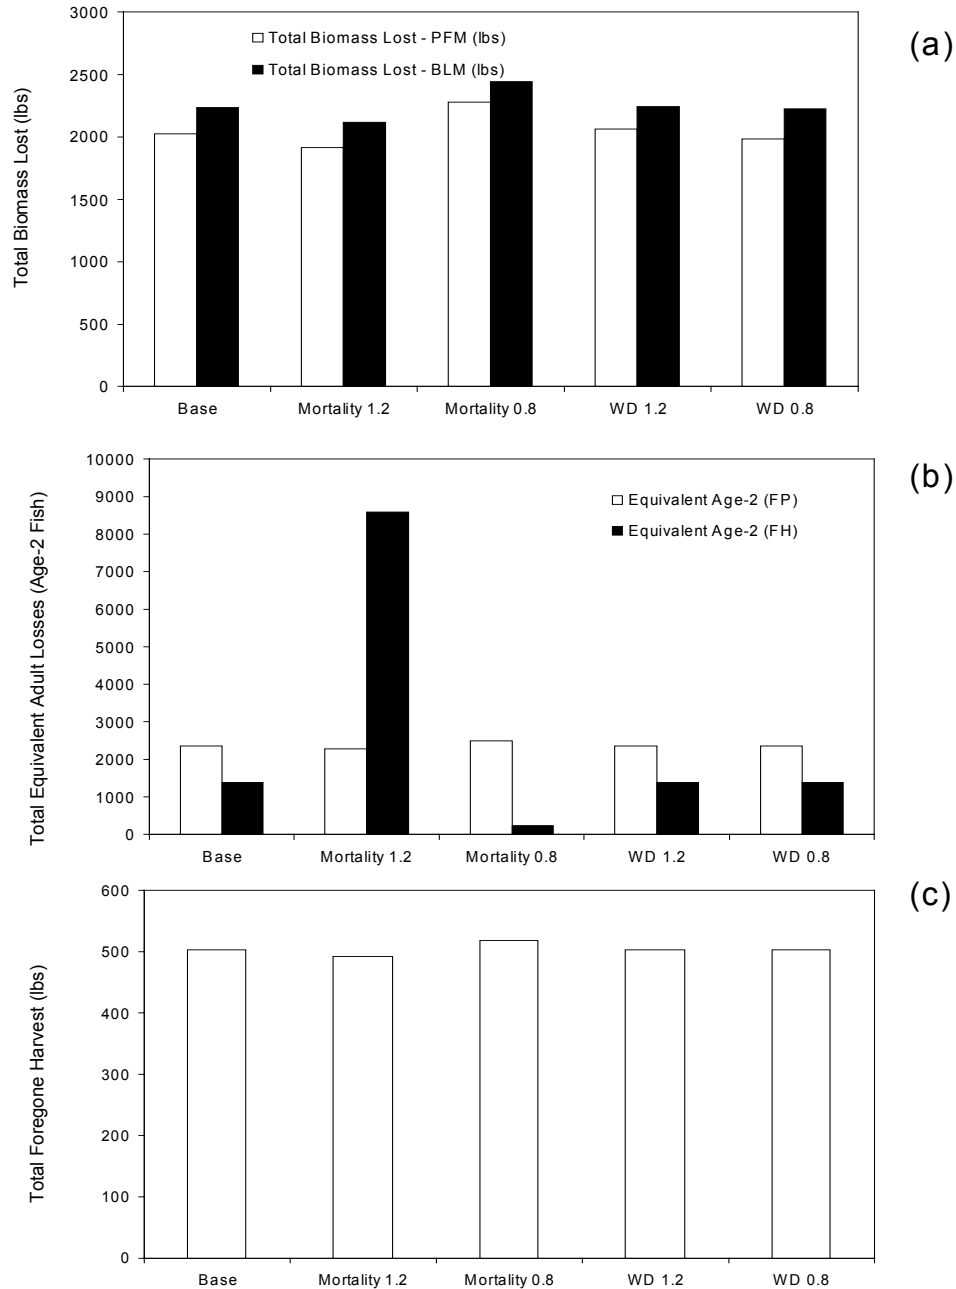 (a)
Total Biomass Lost (lbs)
3000
2500
2000
1500
1000
500
0
Total Biomass Lost - PFM (lbs)
Total Biomass Lost - BLM (lbs)
Base Mortality 1.2 Mortality 0.8 WD 1.2 WD 0.8
(b)
Total Equivalent Adult Losses (Age-2 Fish)
10000
9000
8000
7000
6000
5000
4000
3000
2000
1000
0
Equivalent Age-2 (FP)
Equivalent Age-2 (FH)
Base Mortality 1.2 Mortality 0.8 WD 1.2 WD 0.8
(c)
Total Foregone Harvest (lbs)
600
500
400
300
200
100
0
Base Mortality 1.2 Mortality 0.8 WD 1.2 WD 0.8